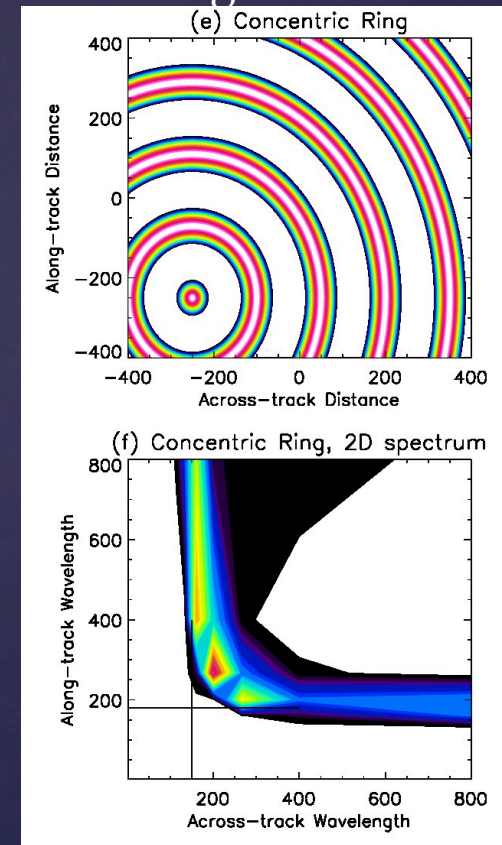 (e) Concentric Ring
400
200
0
−200
−400
Along−track Distance
−400 −200 0 200 400
Across−track Distance
(f) Concentric Ring, 2D spectrum
800
600
400
200
Along−track Wavelength
200 400 600 800
Across−track Wavelength